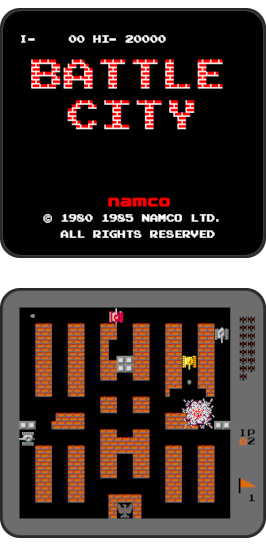 I- 00 HI- 20000
BATTLE
CITY
namco
© 1980 1985 NAMCO LTD.
ALL RIGHTS RESERVED
IP
2
1